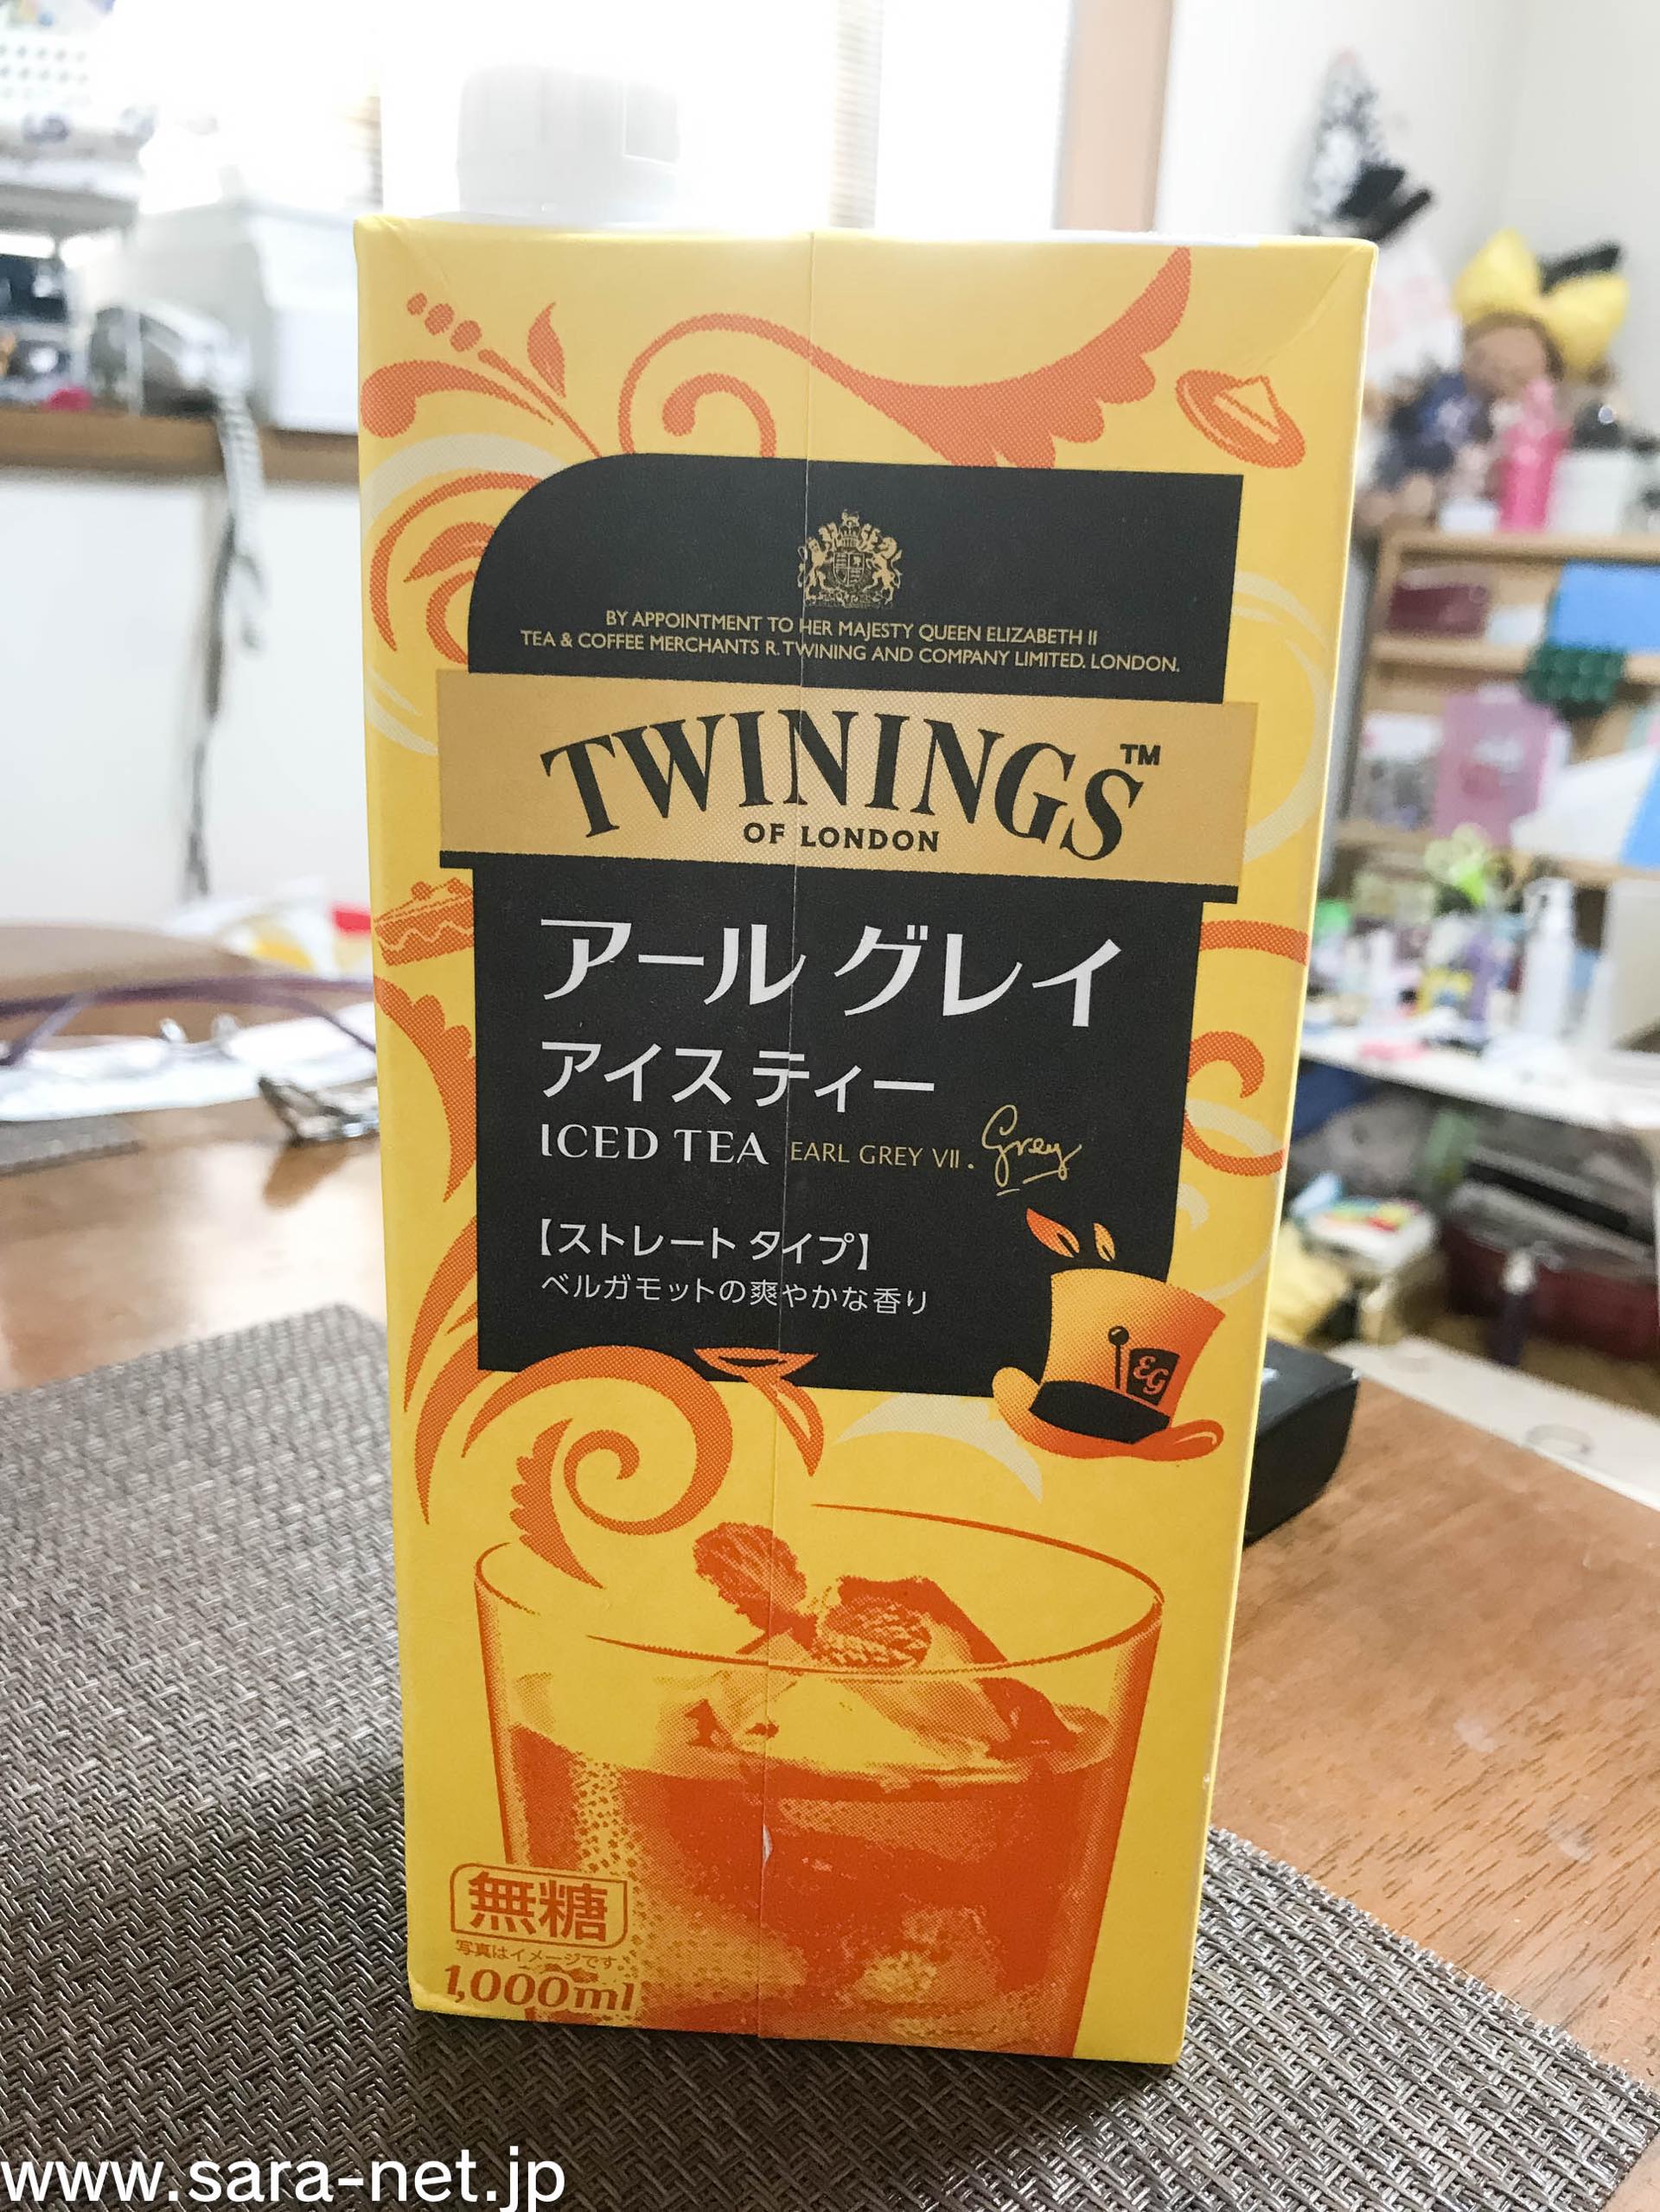 BY APPOINTMENT TO HER MAJESTY QUEEN ELIZABETH II
TEA & COFFEE MERCHANTS R. TWINING AND COMPANY LIMITED. LONDON.
TWININGS™
OF LONDON
アール グレイ
アイス ティー
ICED TEA EARL GREY VII. Grey
【ストレート タイプ】
ベルガモットの爽やかな香り
EG
無糖
写真はイメージです。
1,000ml
www.sara-net.jp